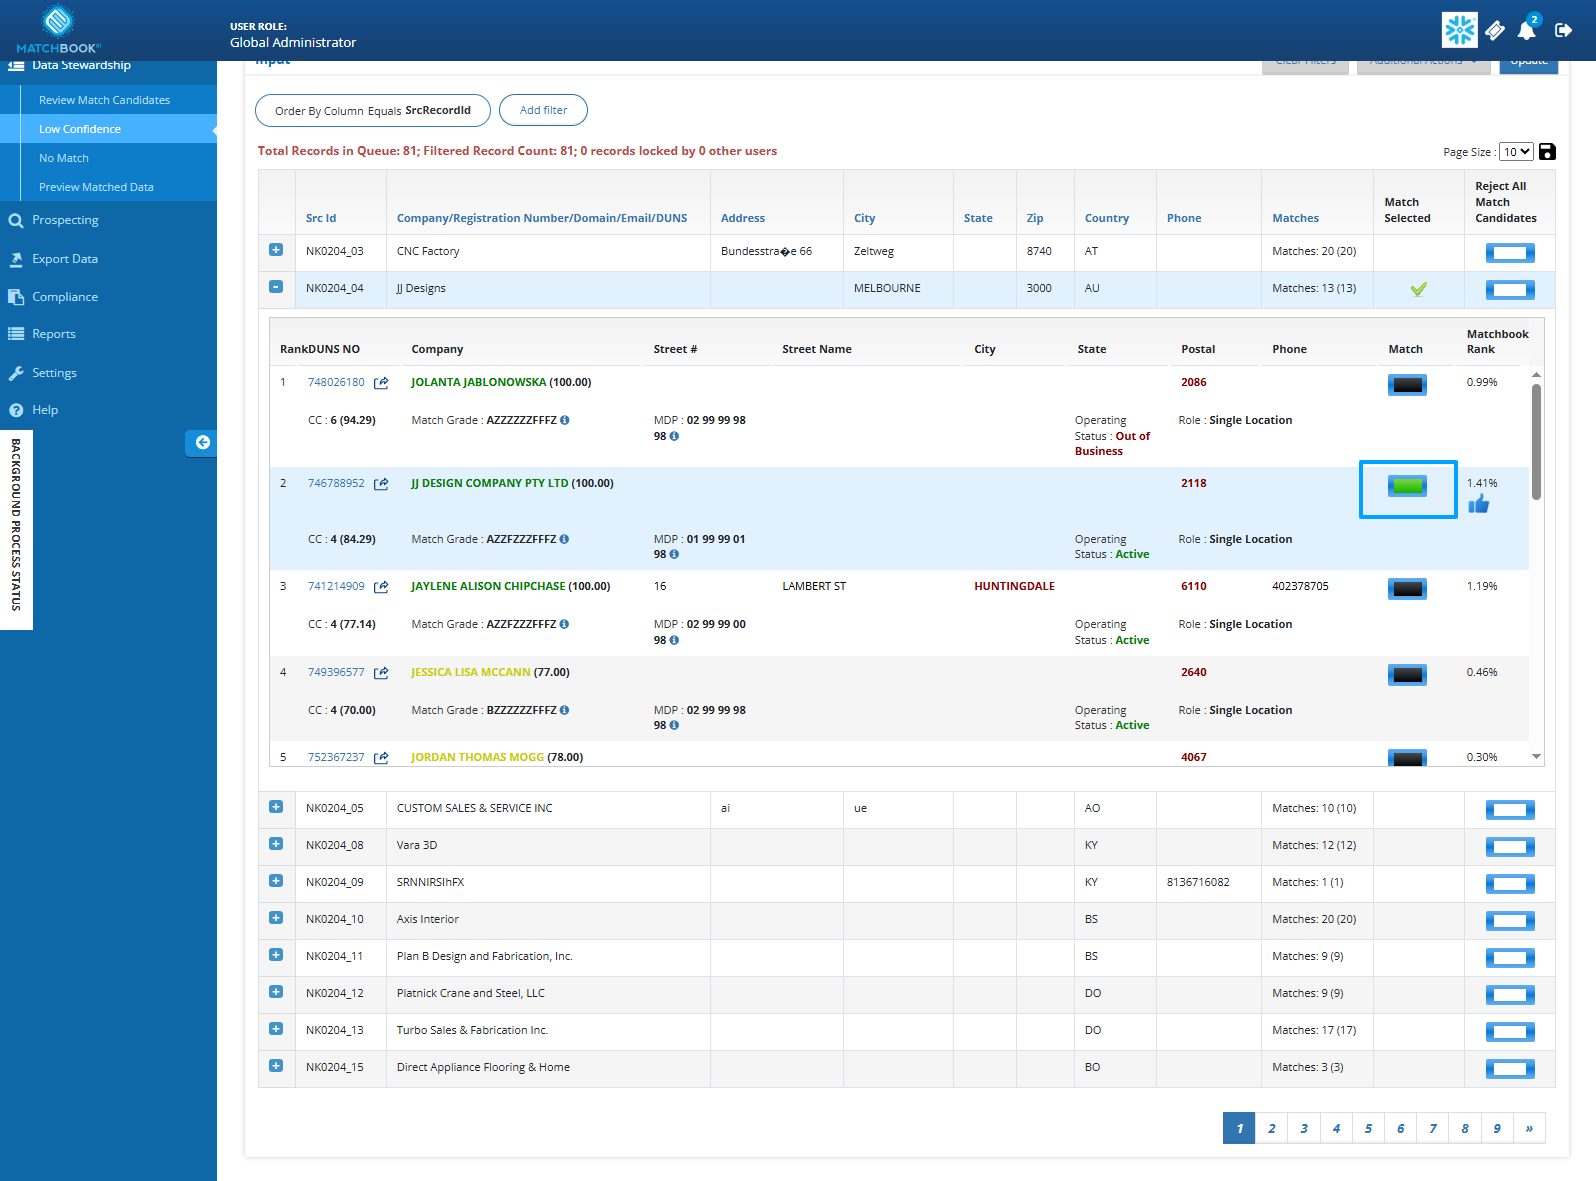 MATCHBOOK AI
USER ROLE:
Global Administrator
2
Data Stewardship
Review Match Candidates
Low Confidence
No Match
Preview Matched Data
Prospecting
Export Data
Compliance
Reports
Settings
Help
BACKGROUND PROCESS STATUS
Input
Clear Filters
Additional Actions
Update
Order By Column Equals SrcRecordId
Add filter
Total Records in Queue: 81; Filtered Record Count: 81; 0 records locked by 0 other users
Page Size : 10
Src Id Company/Registration Number/Domain/Email/DUNS Address City State Zip Country Phone Matches Match Selected Reject All Match Candidates
NK0204_03 CNC Factory Bundesstra�e 66 Zeltweg 8740 AT Matches: 20 (20)
NK0204_04 JJ Designs MELBOURNE 3000 AU Matches: 13 (13)
Rank DUNS NO Company Street # Street Name City State Postal Phone Match Matchbook Rank
1 748026180 JOLANTA JABLONOWSKA (100.00) 2086 0.99%
CC : 6 (94.29) Match Grade : AZZZZZZFFFZ MDP : 02 99 99 98 98 Operating Status : Out of Business Role : Single Location
2 746788952 JJ DESIGN COMPANY PTY LTD (100.00) 2118 1.41%
CC : 4 (84.29) Match Grade : AZZFZZZFFFZ MDP : 01 99 99 01 98 Operating Status : Active Role : Single Location
3 741214909 JAYLENE ALISON CHIPCHASE (100.00) 16 LAMBERT ST HUNTINGDALE 6110 402378705 1.19%
CC : 4 (77.14) Match Grade : AZZFZZZFFFZ MDP : 02 99 99 00 98 Operating Status : Active Role : Single Location
4 749396577 JESSICA LISA MCCANN (77.00) 2640 0.46%
CC : 4 (70.00) Match Grade : BZZZZZZFFFZ MDP : 02 99 99 98 98 Operating Status : Active Role : Single Location
5 752367237 JORDAN THOMAS MOGG (78.00) 4067 0.30%
NK0204_05 CUSTOM SALES & SERVICE INC ai ue AO Matches: 10 (10)
NK0204_08 Vara 3D KY Matches: 12 (12)
NK0204_09 SRNNIRSIhFX KY 8136716082 Matches: 1 (1)
NK0204_10 Axis Interior BS Matches: 20 (20)
NK0204_11 Plan B Design and Fabrication, Inc. BS Matches: 9 (9)
NK0204_12 Platnick Crane and Steel, LLC DO Matches: 9 (9)
NK0204_13 Turbo Sales & Fabrication Inc. DO Matches: 17 (17)
NK0204_15 Direct Appliance Flooring & Home BO Matches: 3 (3)
1 2 3 4 5 6 7 8 9 »